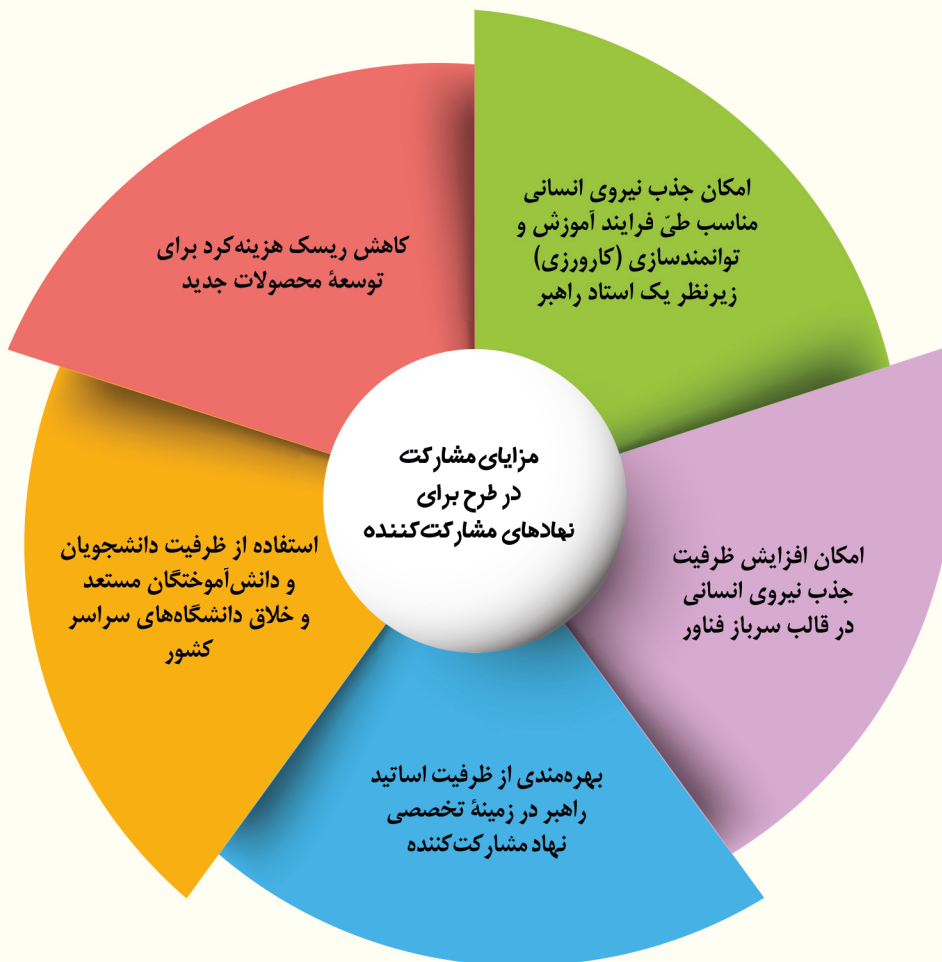 مزایای مشارکت
در طرح برای
نهادهای مشارکت‌کننده
امکان جذب نیروی انسانی
مناسب طیّ فرایند آموزش و
توانمندسازی (کارورزی)
زیرنظر یک استاد راهبر
امکان افزایش ظرفیت
جذب نیروی انسانی
در قالب سرباز فناور
بهره‌مندی از ظرفیت اساتید
راهبر در زمینهٔ تخصصی
نهاد مشارکت‌کننده
استفاده از ظرفیت دانشجویان
و دانش‌آموختگان مستعد
و خلاق دانشگاه‌های سراسر
کشور
کاهش ریسک هزینه‌کرد برای
توسعهٔ محصولات جدید